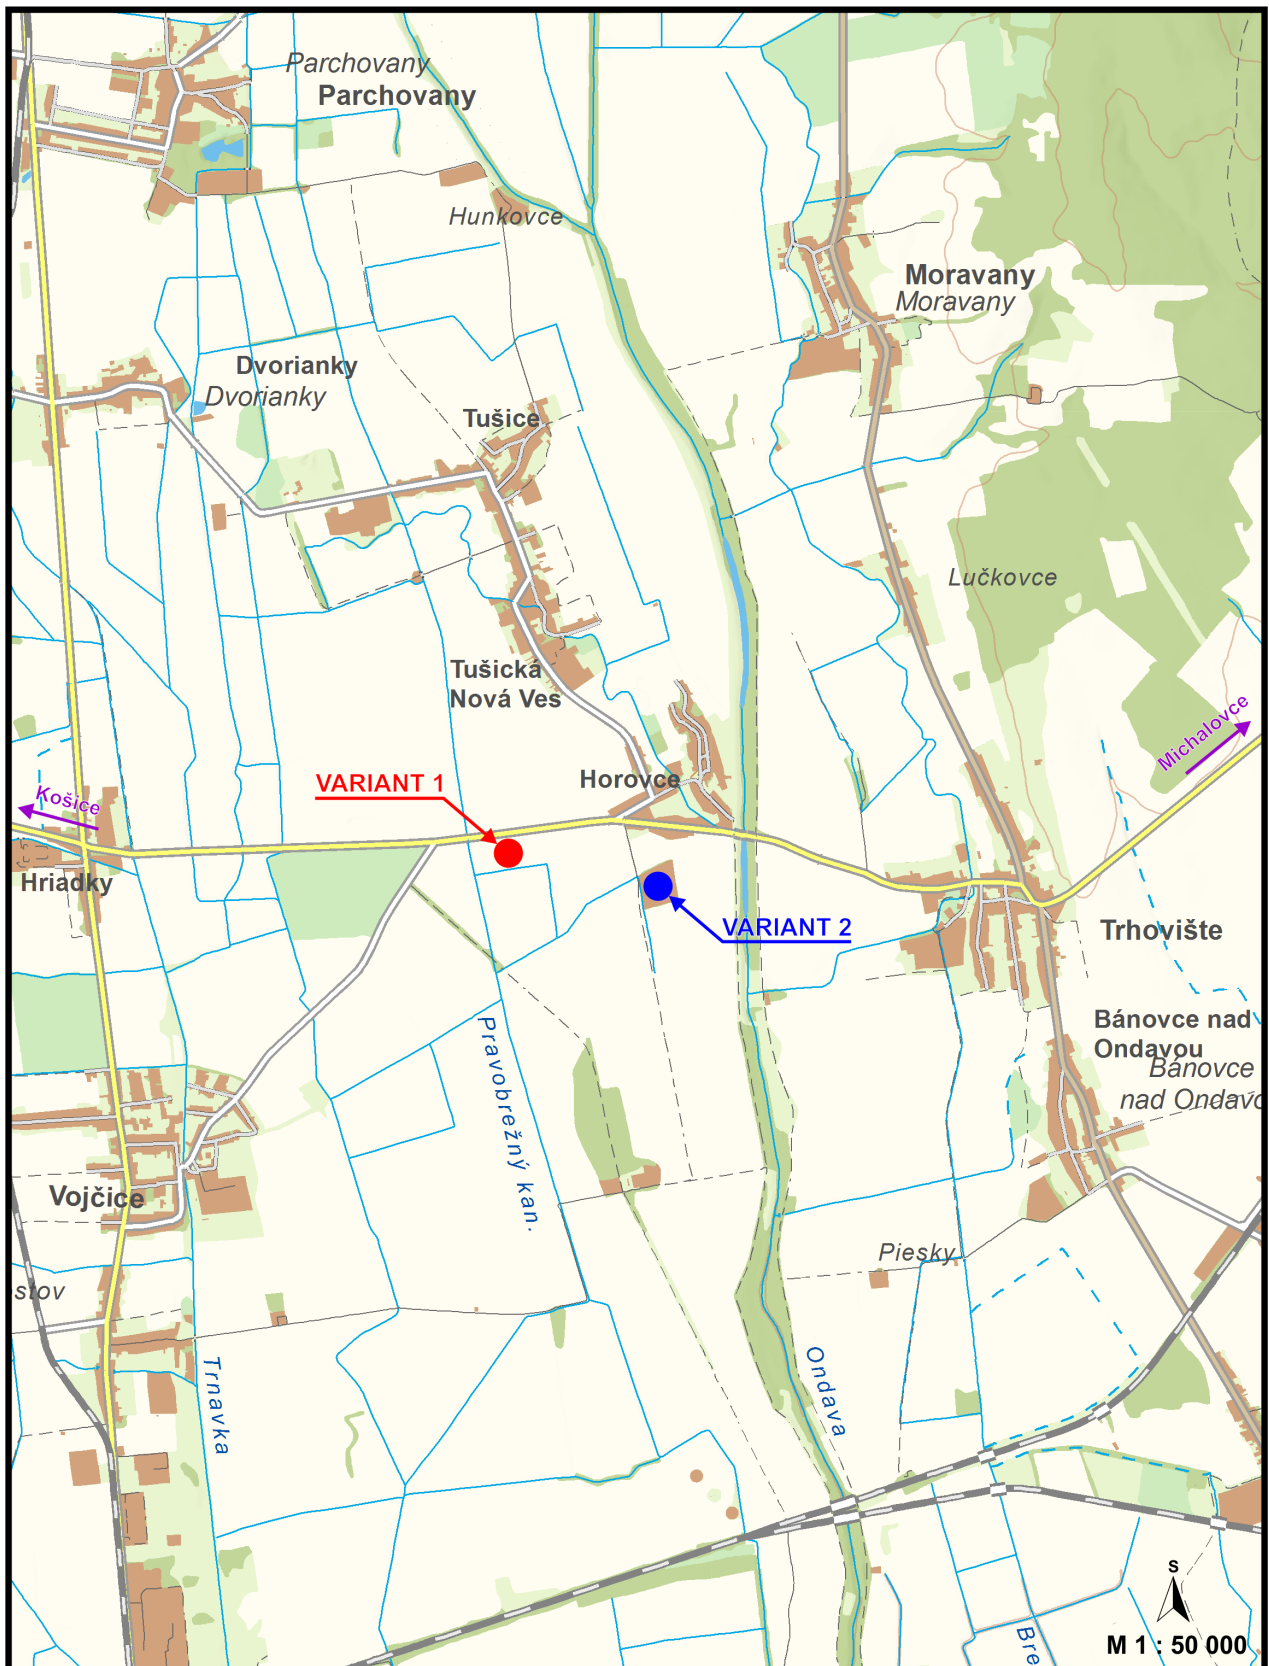 Parchovany
Parchovany
Hunkovce
Moravany
Moravany
Dvorianky
Dvorianky
Tušice
Lučkovce
Tušická
Nová Ves
Michalovce
Horovce
VARIANT 1
Košice
Hriadky
VARIANT 2
Trhovište
Bánovce nad
Ondavou
Bánovce
nad Ondavo
Pravobrežný kan.
Vojčice
Piesky
stov
Trnavka
Ondava
Bre
S
M 1 : 50 000